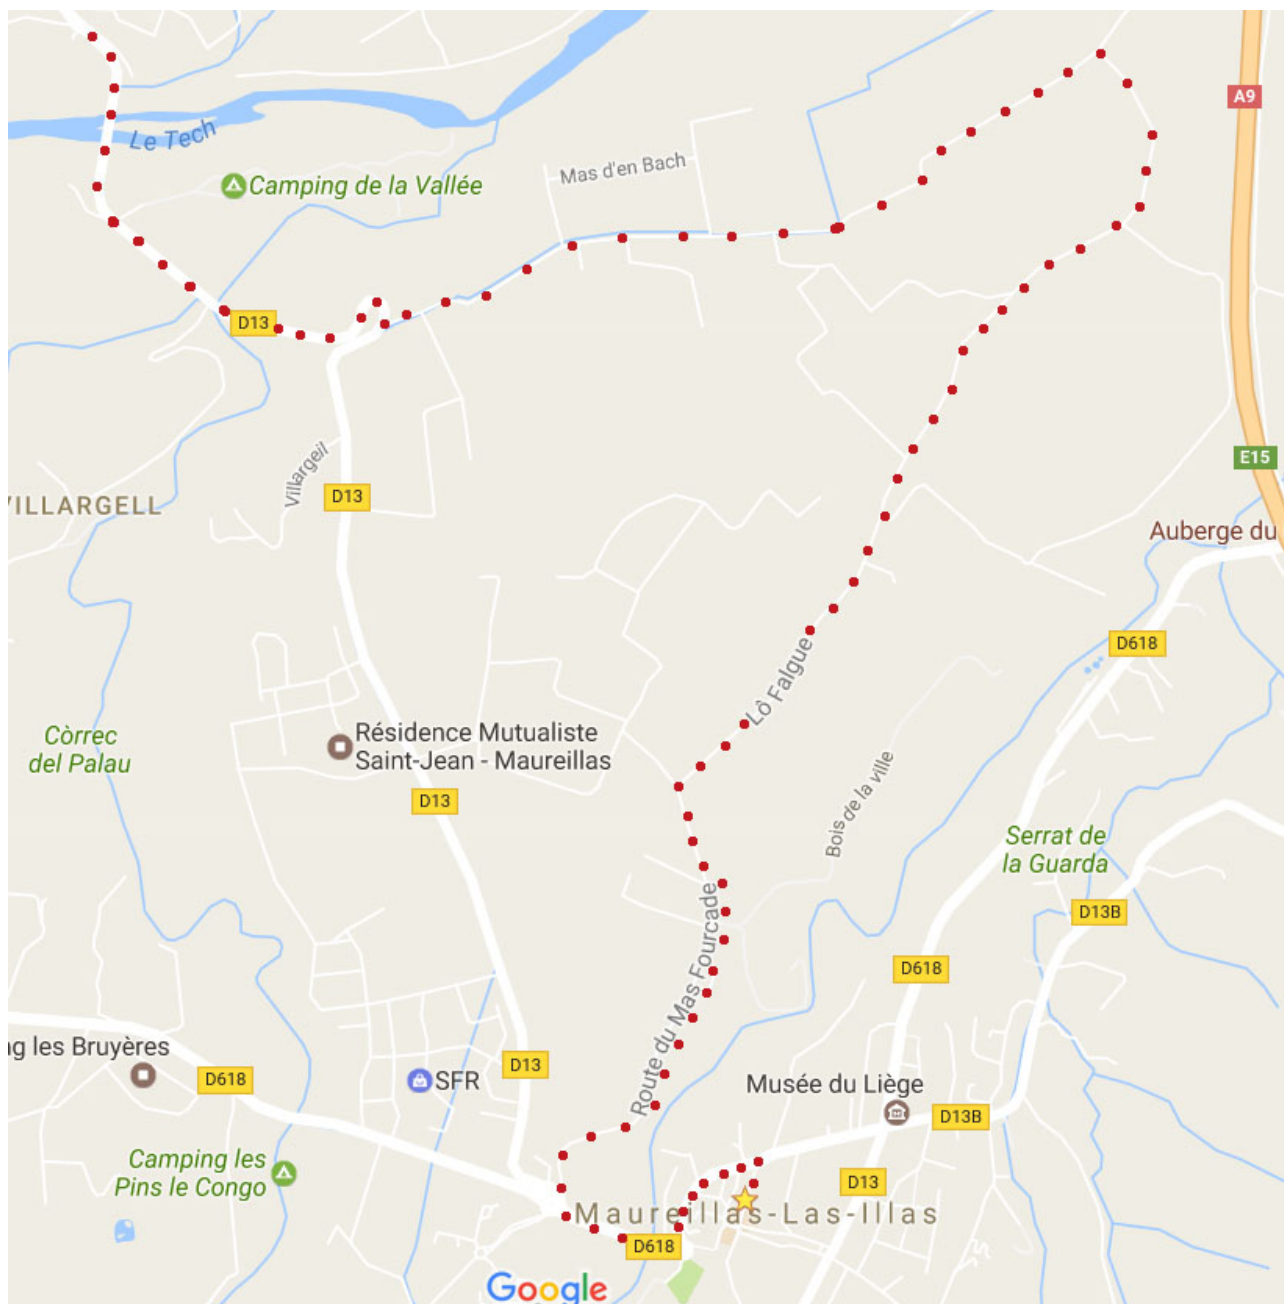 A9
Le Tech
Mas d'en Bach
Camping de la Vallée
D13
Villargeil
E15
D13
VILLARGELL
Auberge du
D618
Lô Falgue
Còrrec
del Palau
Résidence Mutualiste
Saint-Jean - Maureillas
D13
Bois de la ville
Serrat de
la Guarda
D13B
Route du Mas Fourcade
D618
ng les Bruyères
D13
D618
SFR
Musée du Liège
D13B
Camping les
Pins le Congo
D13
Maureillas-Las-Illas
D618
Google